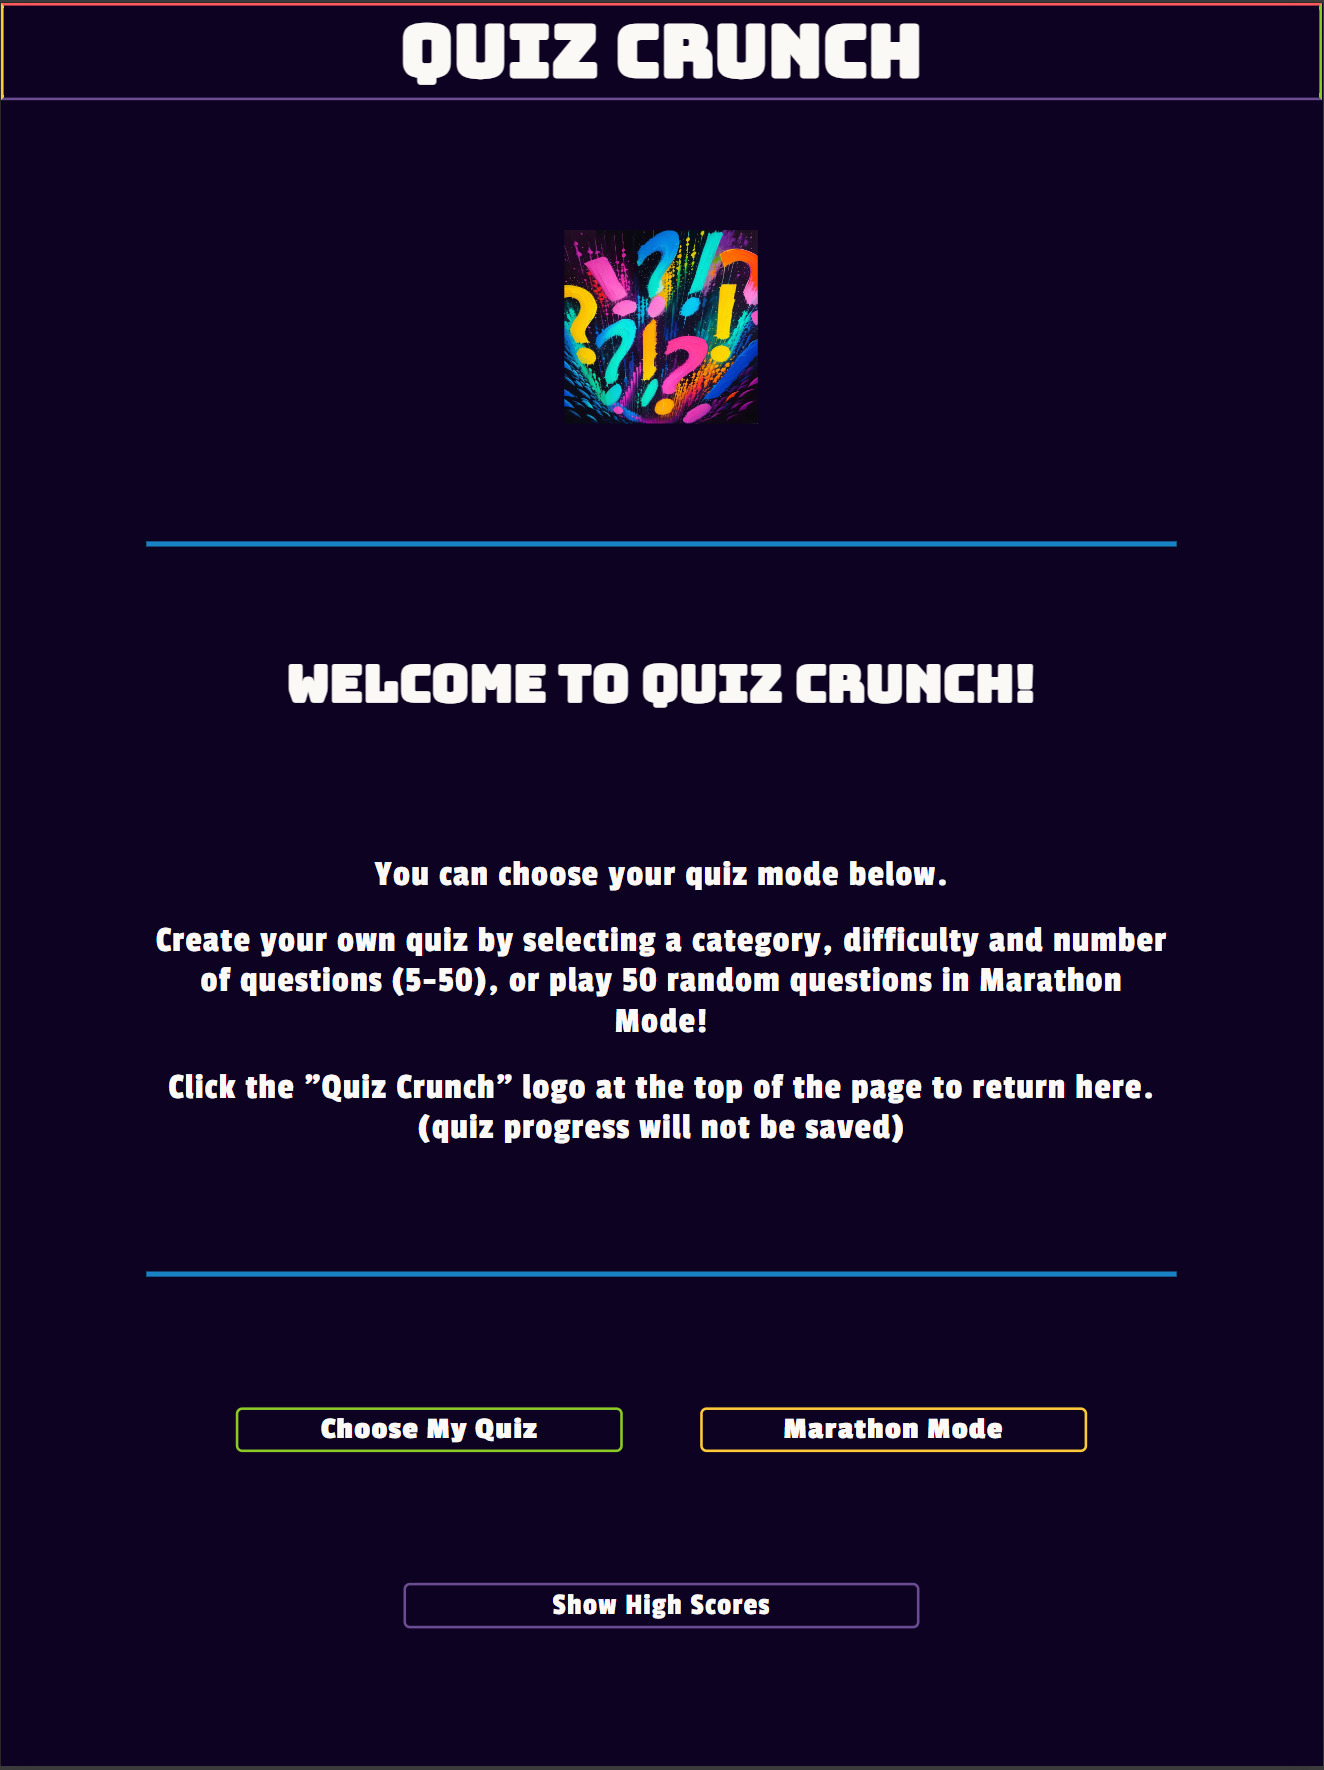 QUIZ CRUNCH
WELCOME TO QUIZ CRUNCH!
You can choose your quiz mode below.
Create your own quiz by selecting a category, difficulty and number
of questions (5-50), or play 50 random questions in Marathon
Mode!
Click the ”Quiz Crunch” logo at the top of the page to return here.
(quiz progress will not be saved)
Choose My Quiz
Marathon Mode
Show High Scores